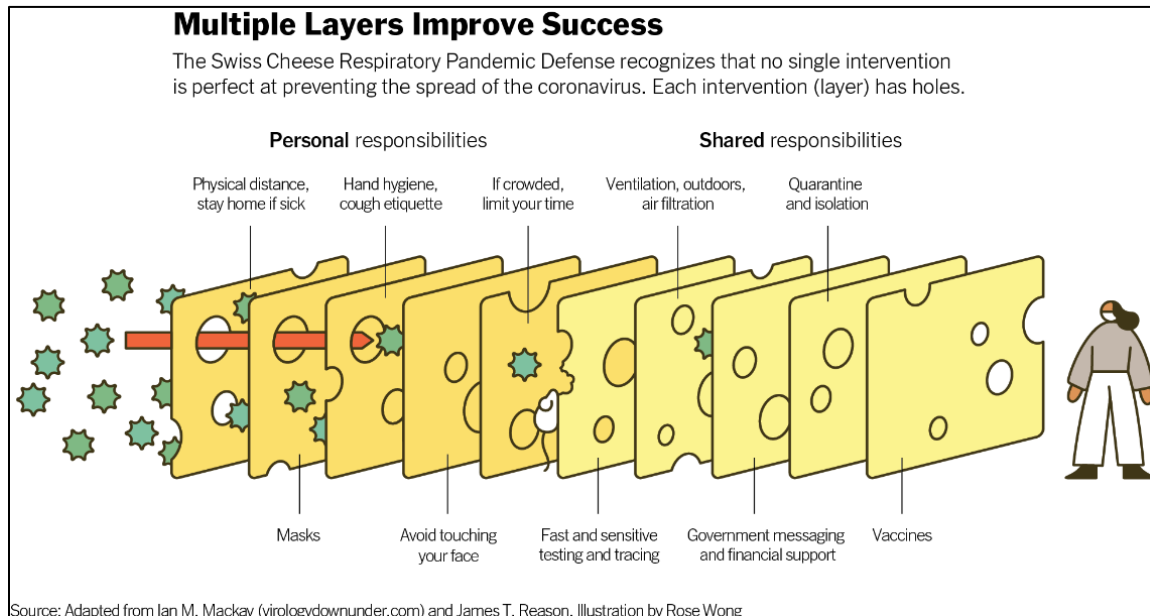 Multiple Layers Improve Success
The Swiss Cheese Respiratory Pandemic Defense recognizes that no single intervention
is perfect at preventing the spread of the coronavirus. Each intervention (layer) has holes.
Personal responsibilities
Shared responsibilities
Physical distance,
stay home if sick
Hand hygiene,
cough etiquette
If crowded,
limit your time
Ventilation, outdoors,
air filtration
Quarantine
and isolation
Masks
Avoid touching
your face
Fast and sensitive
testing and tracing
Government messaging
and financial support
Vaccines
Source: Adapted from Ian M. Mackay (virologydownunder.com) and James T. Reason. Illustration by Rose Wong